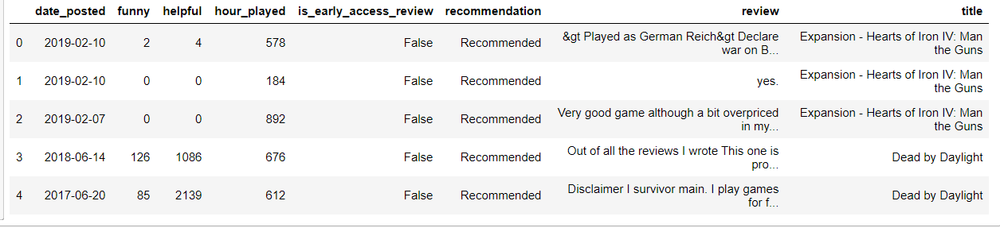 date_posted funny helpful hour_played is_early_access_review recommendation review title
0 2019-02-10 2 4 578 False Recommended &gt Played as German Reich&gt Declare war on B... Expansion - Hearts of Iron IV: Man the Guns
1 2019-02-10 0 0 184 False Recommended yes. Expansion - Hearts of Iron IV: Man the Guns
2 2019-02-07 0 0 892 False Recommended Very good game although a bit overpriced in my... Expansion - Hearts of Iron IV: Man the Guns
3 2018-06-14 126 1086 676 False Recommended Out of all the reviews I wrote This one is pro... Dead by Daylight
4 2017-06-20 85 2139 612 False Recommended Disclaimer I survivor main. I play games for f... Dead by Daylight